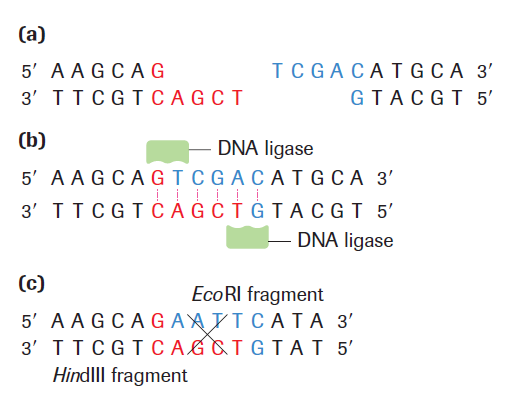 (a)
5′ A A G C A G T C G A C A T G C A 3′
3′ T T C G T C A G C T G T A C G T 5′
(b)
DNA ligase
5′ A A G C A G T C G A C A T G C A 3′
3′ T T C G T C A G C T G T A C G T 5′
DNA ligase
(c)
EcoRI fragment
5′ A A G C A G A A T T C A T A 3′
3′ T T C G T C A G C T G T A T 5′
HindIII fragment